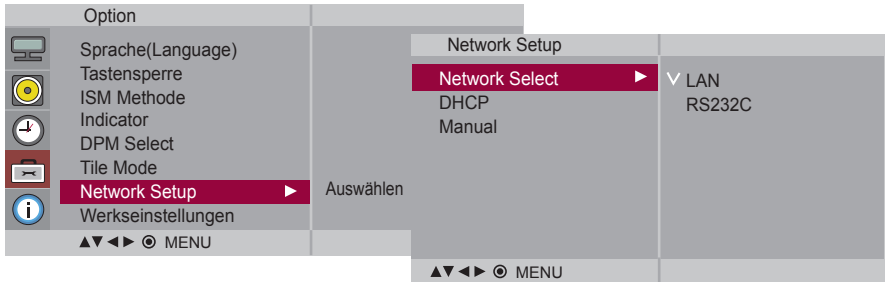 Option
Sprache(Language)
Tastensperre
ISM Methode
Indicator
DPM Select
Tile Mode
Network Setup ► Auswählen
Werkseinstellungen
▲▼◄► ◉ MENU
Network Setup
Network Select ► ✓ LAN
DHCP RS232C
Manual
▲▼◄► ◉ MENU